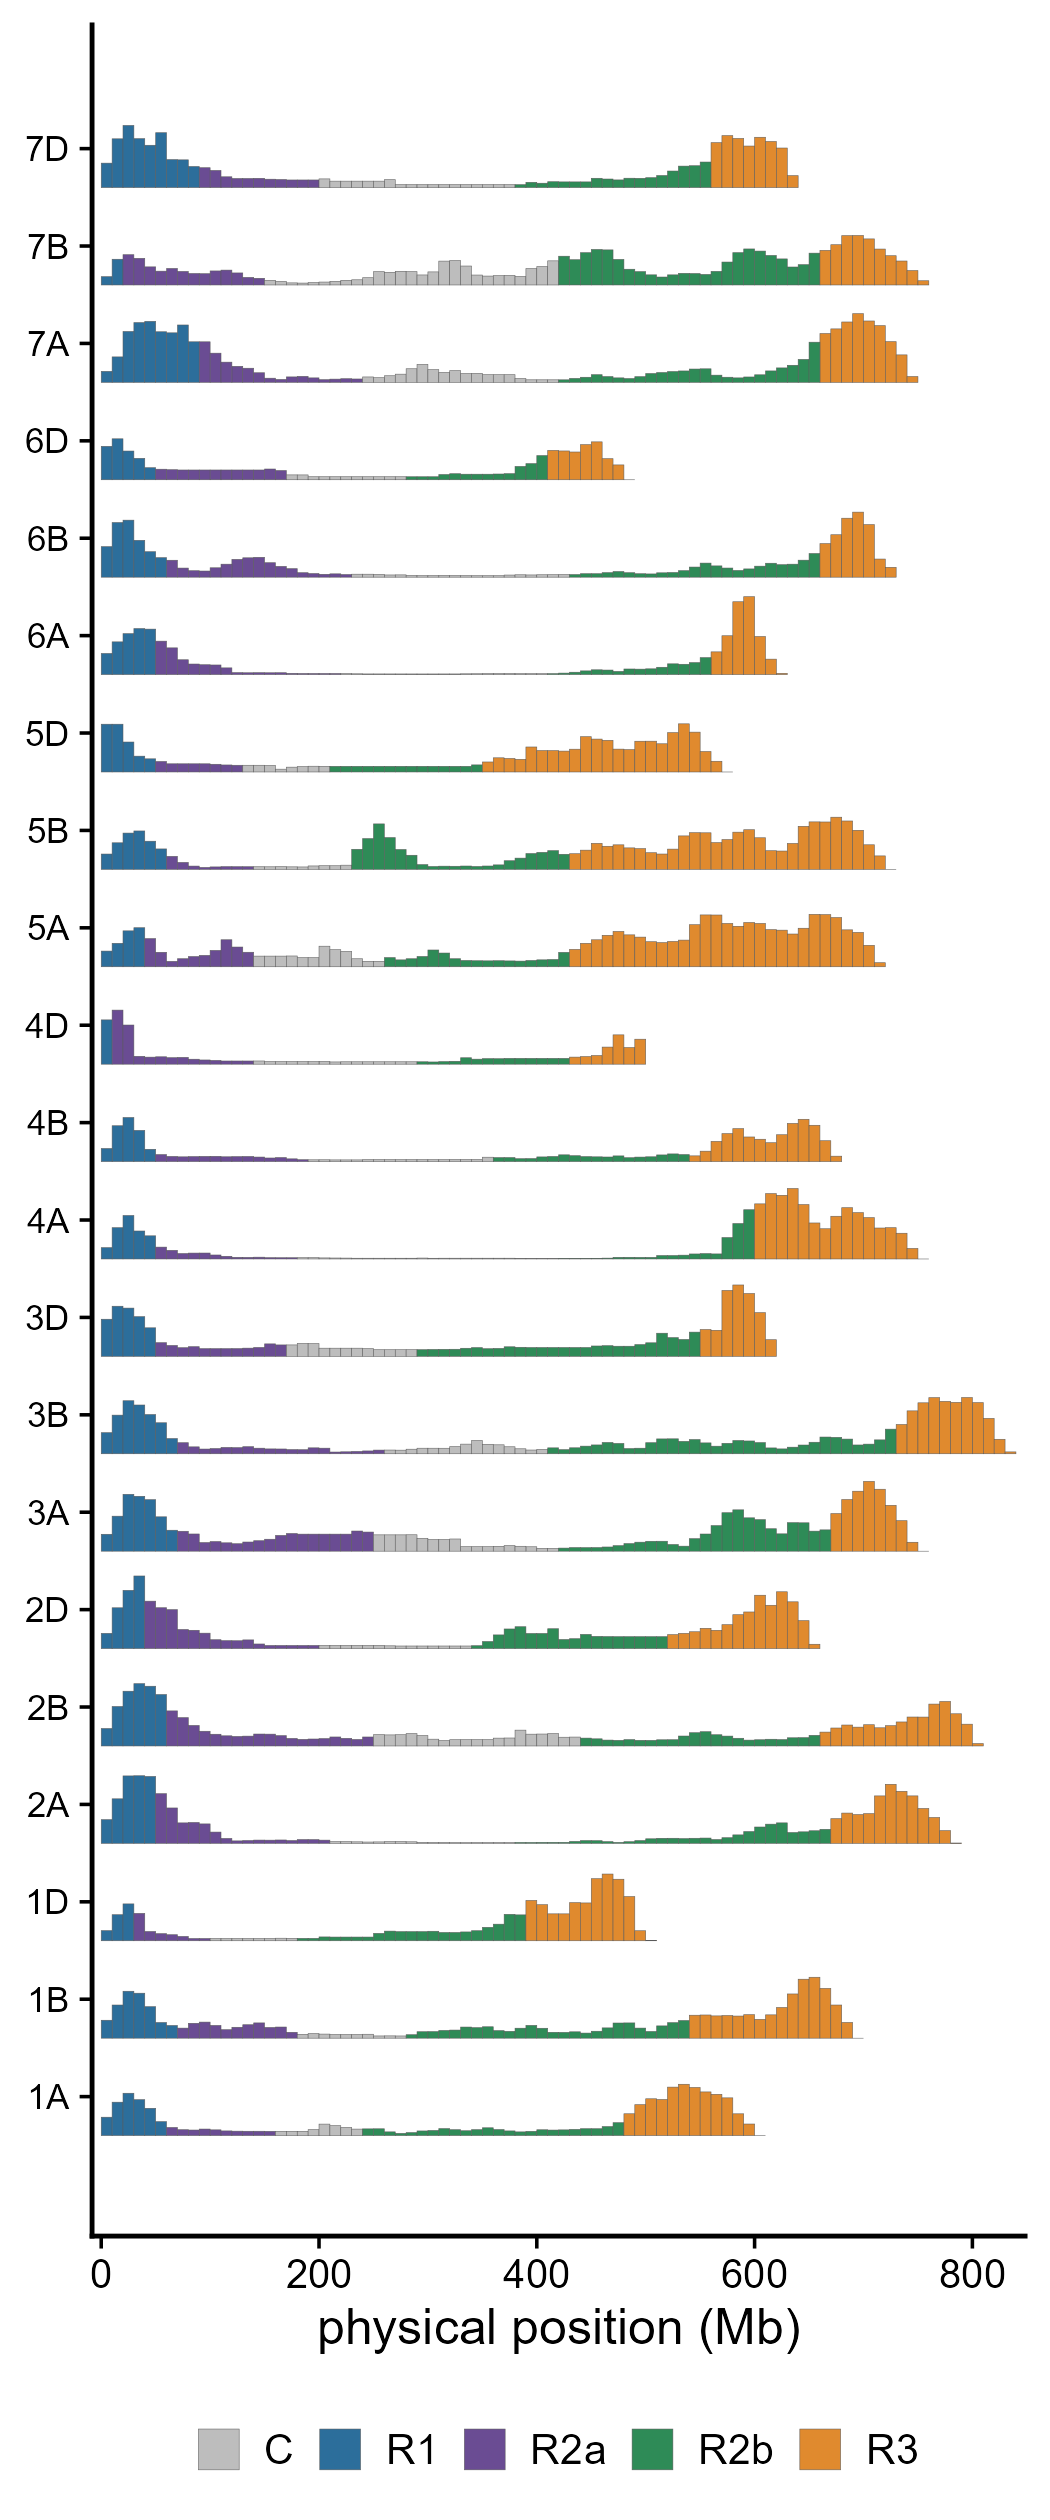 7D
7B
7A
6D
6B
6A
5D
5B
5A
4D
4B
4A
3D
3B
3A
2D
2B
2A
1D
1B
1A
0 200 400 600 800
physical position (Mb)
C R1 R2a R2b R3